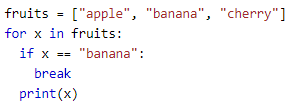 fruits = ["apple", "banana", "cherry"]
for x in fruits:
  if x == "banana":
    break
  print(x)